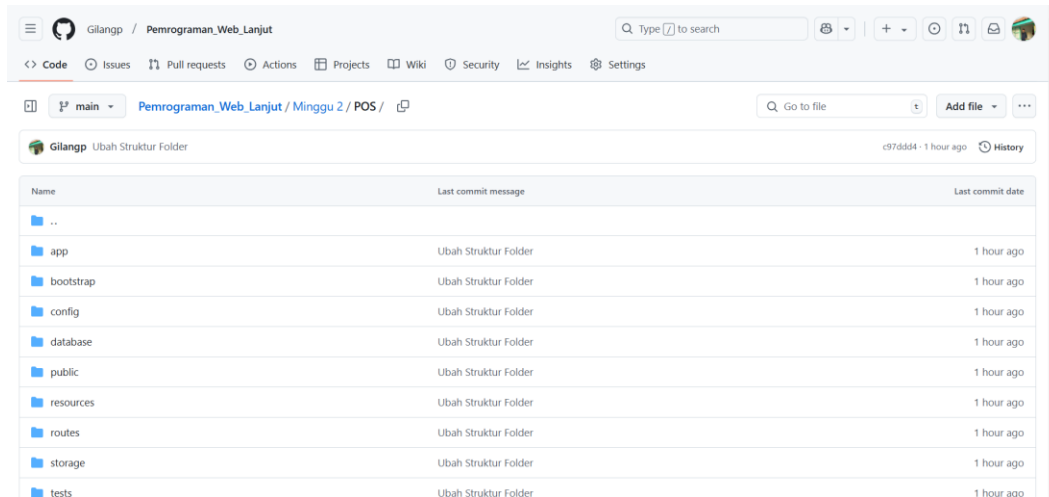 Gilangp / Pemrograman_Web_Lanjut Type / to search
Code Issues Pull requests Actions Projects Wiki Security Insights Settings
main Pemrograman_Web_Lanjut / Minggu 2 / POS / Go to file t Add file
Gilangp Ubah Struktur Folder c97ddd4 · 1 hour ago History
Name Last commit message Last commit date
..
app Ubah Struktur Folder 1 hour ago
bootstrap Ubah Struktur Folder 1 hour ago
config Ubah Struktur Folder 1 hour ago
database Ubah Struktur Folder 1 hour ago
public Ubah Struktur Folder 1 hour ago
resources Ubah Struktur Folder 1 hour ago
routes Ubah Struktur Folder 1 hour ago
storage Ubah Struktur Folder 1 hour ago
tests Ubah Struktur Folder 1 hour ago